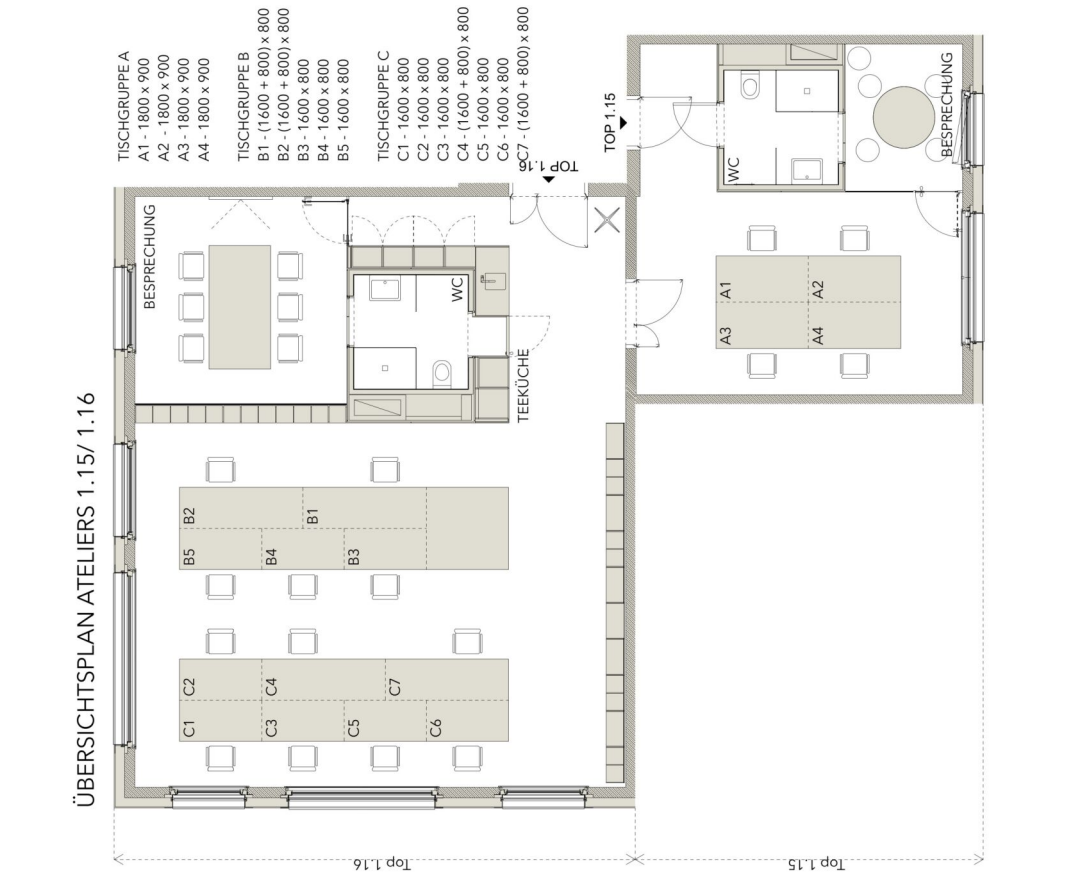 ÜBERSICHTSPLAN ATELIERS 1.15/ 1.16
TISCHGRUPPE A
A1 - 1800 x 900
A2 - 1800 x 900
A3 - 1800 x 900
A4 - 1800 x 900
TISCHGRUPPE B
B1 - (1600 + 800) x 800
B2 - (1600 + 800) x 800
B3 - 1600 x 800
B4 - 1600 x 800
B5 - 1600 x 800
TISCHGRUPPE C
C1 - 1600 x 800
C2 - 1600 x 800
C3 - 1600 x 800
C4 - (1600 + 800) x 800
C5 - 1600 x 800
C6 - 1600 x 800
C7 - (1600 + 800) x 800
TOP 1.16
TOP 1.15
BESPRECHUNG
WC
TEEKÜCHE
WC
BESPRECHUNG
A1
A2
A3
A4
B2
B1
B5
B4
B3
C2
C4
C7
C1
C3
C5
C6
Top 1.16
Top 1.15